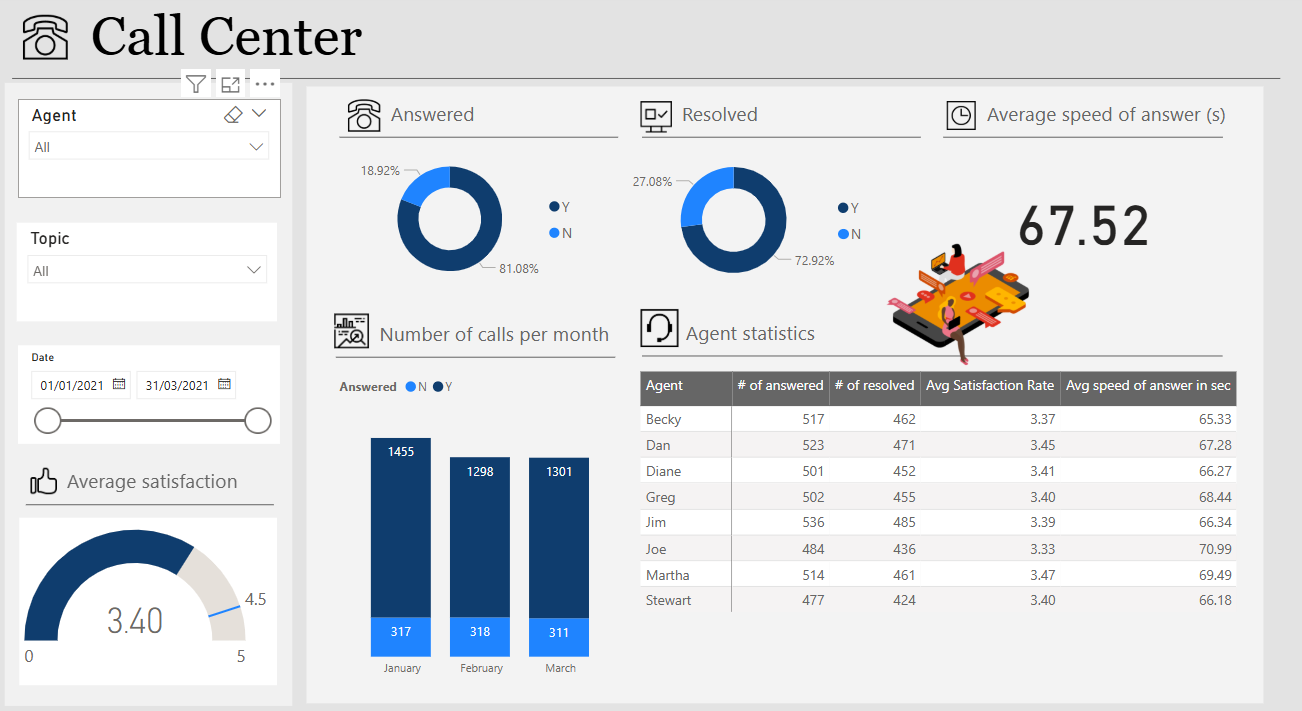 Call Center
Agent
All
Topic
All
Date
01/01/2021 31/03/2021
Average satisfaction
3.40
4.5
0 5
Answered
18.92%
81.08%
Y
N
Resolved
27.08%
72.92%
Y
N
Average speed of answer (s)
67.52
Number of calls per month
Answered N Y
1455 1298 1301
317 318 311
January February March
Agent statistics
Agent # of answered # of resolved Avg Satisfaction Rate Avg speed of answer in sec
Becky 517 462 3.37 65.33
Dan 523 471 3.45 67.28
Diane 501 452 3.41 66.27
Greg 502 455 3.40 68.44
Jim 536 485 3.39 66.34
Joe 484 436 3.33 70.99
Martha 514 461 3.47 69.49
Stewart 477 424 3.40 66.18